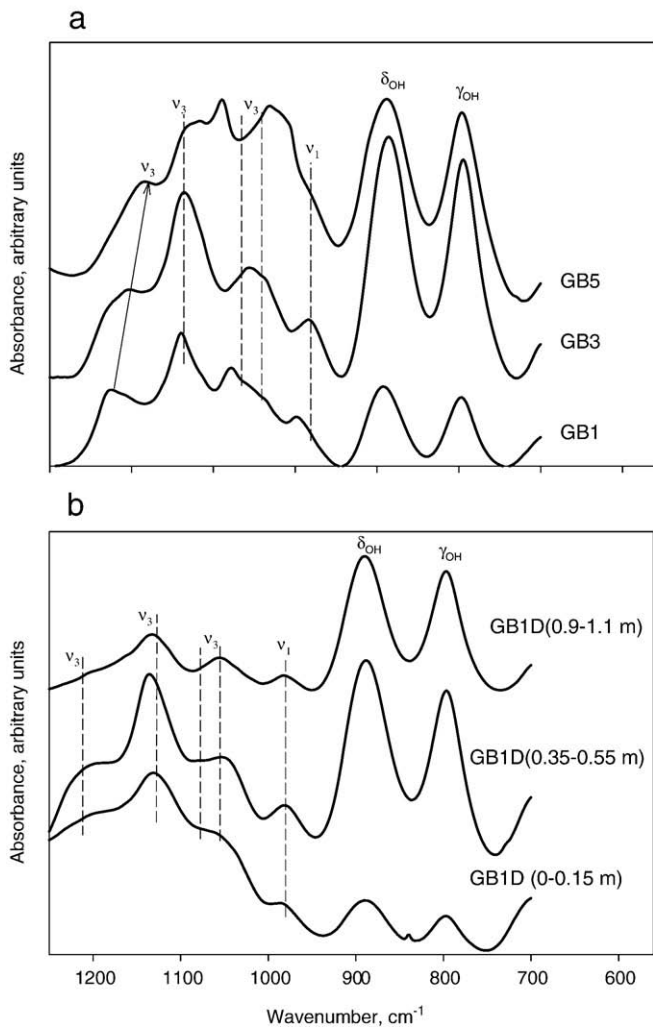 a
Absorbance, arbitrary units
ν3
ν3
ν3
ν1
δOH
γOH
GB5
GB3
GB1
b
Absorbance, arbitrary units
ν3
ν3
ν3
ν1
δOH
γOH
GB1D(0.9-1.1 m)
GB1D(0.35-0.55 m)
GB1D (0-0.15 m)
1200 1100 1000 900 800 700 600
Wavenumber, cm-1